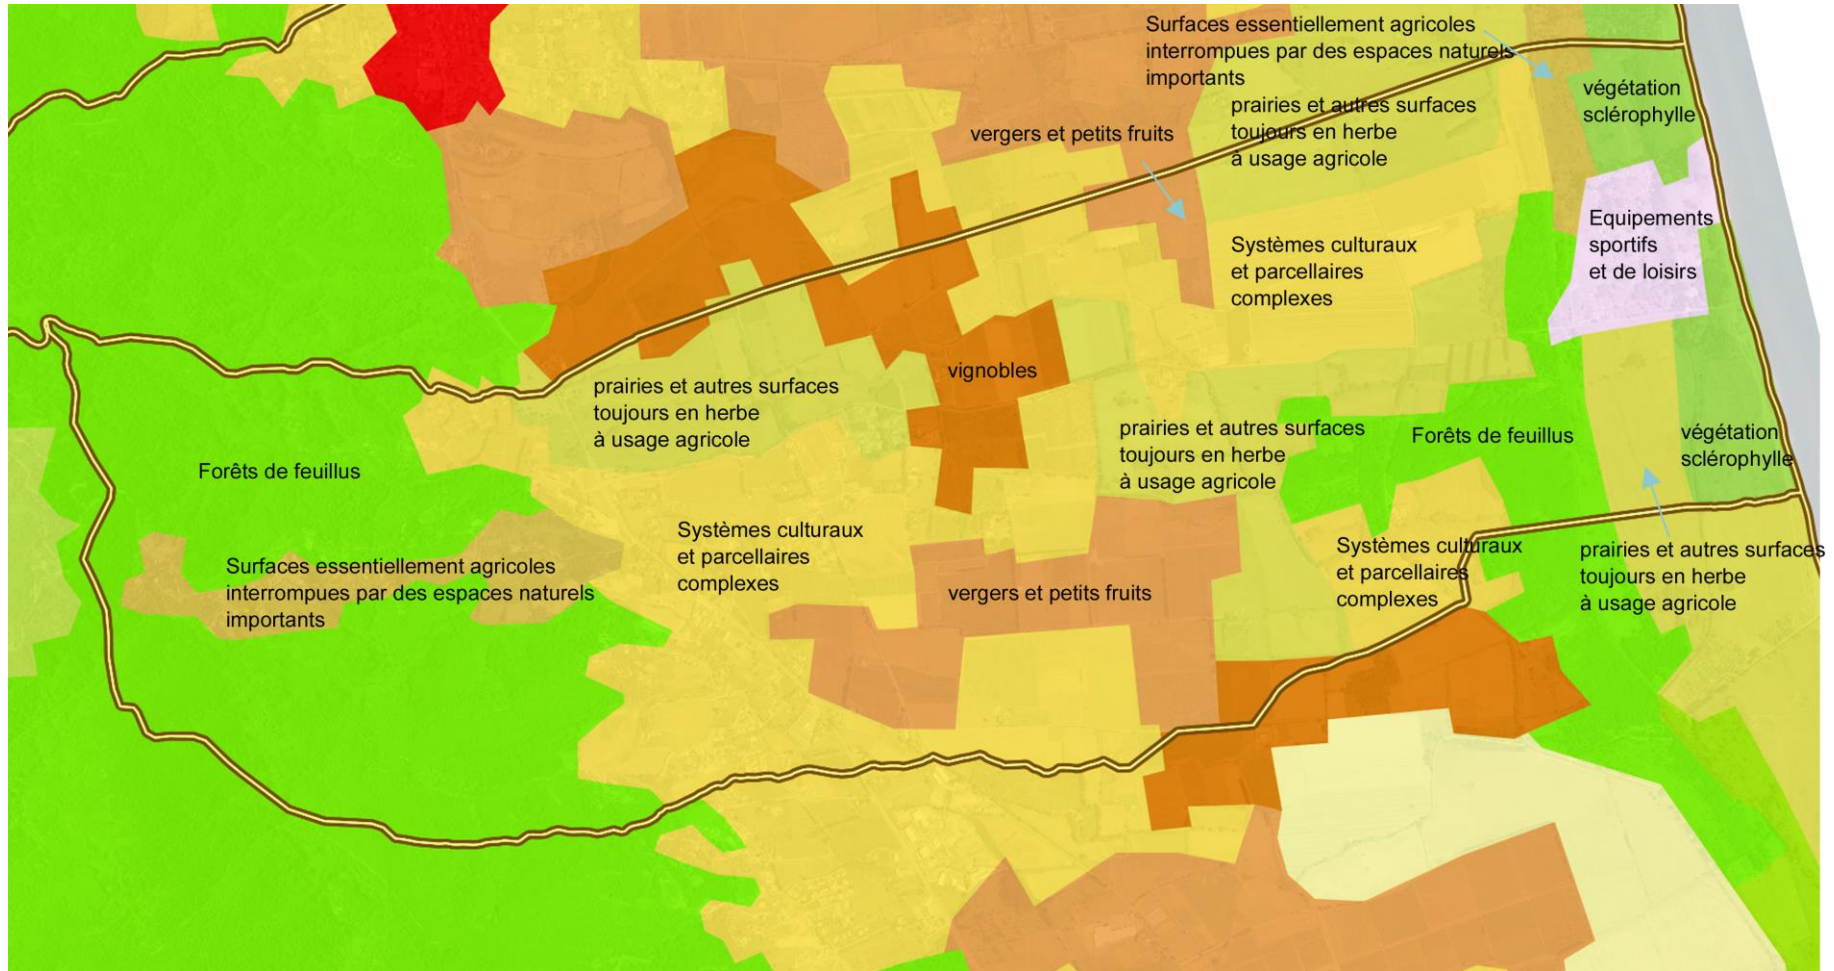 Surfaces essentiellement agricoles
interrompues par des espaces naturels
importants
végétation
sclérophylle
prairies et autres surfaces
toujours en herbe
à usage agricole
vergers et petits fruits
Equipements
sportifs
et de loisirs
Systèmes culturaux
et parcellaires
complexes
vignobles
prairies et autres surfaces
toujours en herbe
à usage agricole
prairies et autres surfaces
toujours en herbe
à usage agricole
Forêts de feuillus
végétation
sclérophylle
Forêts de feuillus
Systèmes culturaux
et parcellaires
complexes
Systèmes culturaux
et parcellaires
complexes
prairies et autres surfaces
toujours en herbe
à usage agricole
Surfaces essentiellement agricoles
interrompues par des espaces naturels
importants
vergers et petits fruits